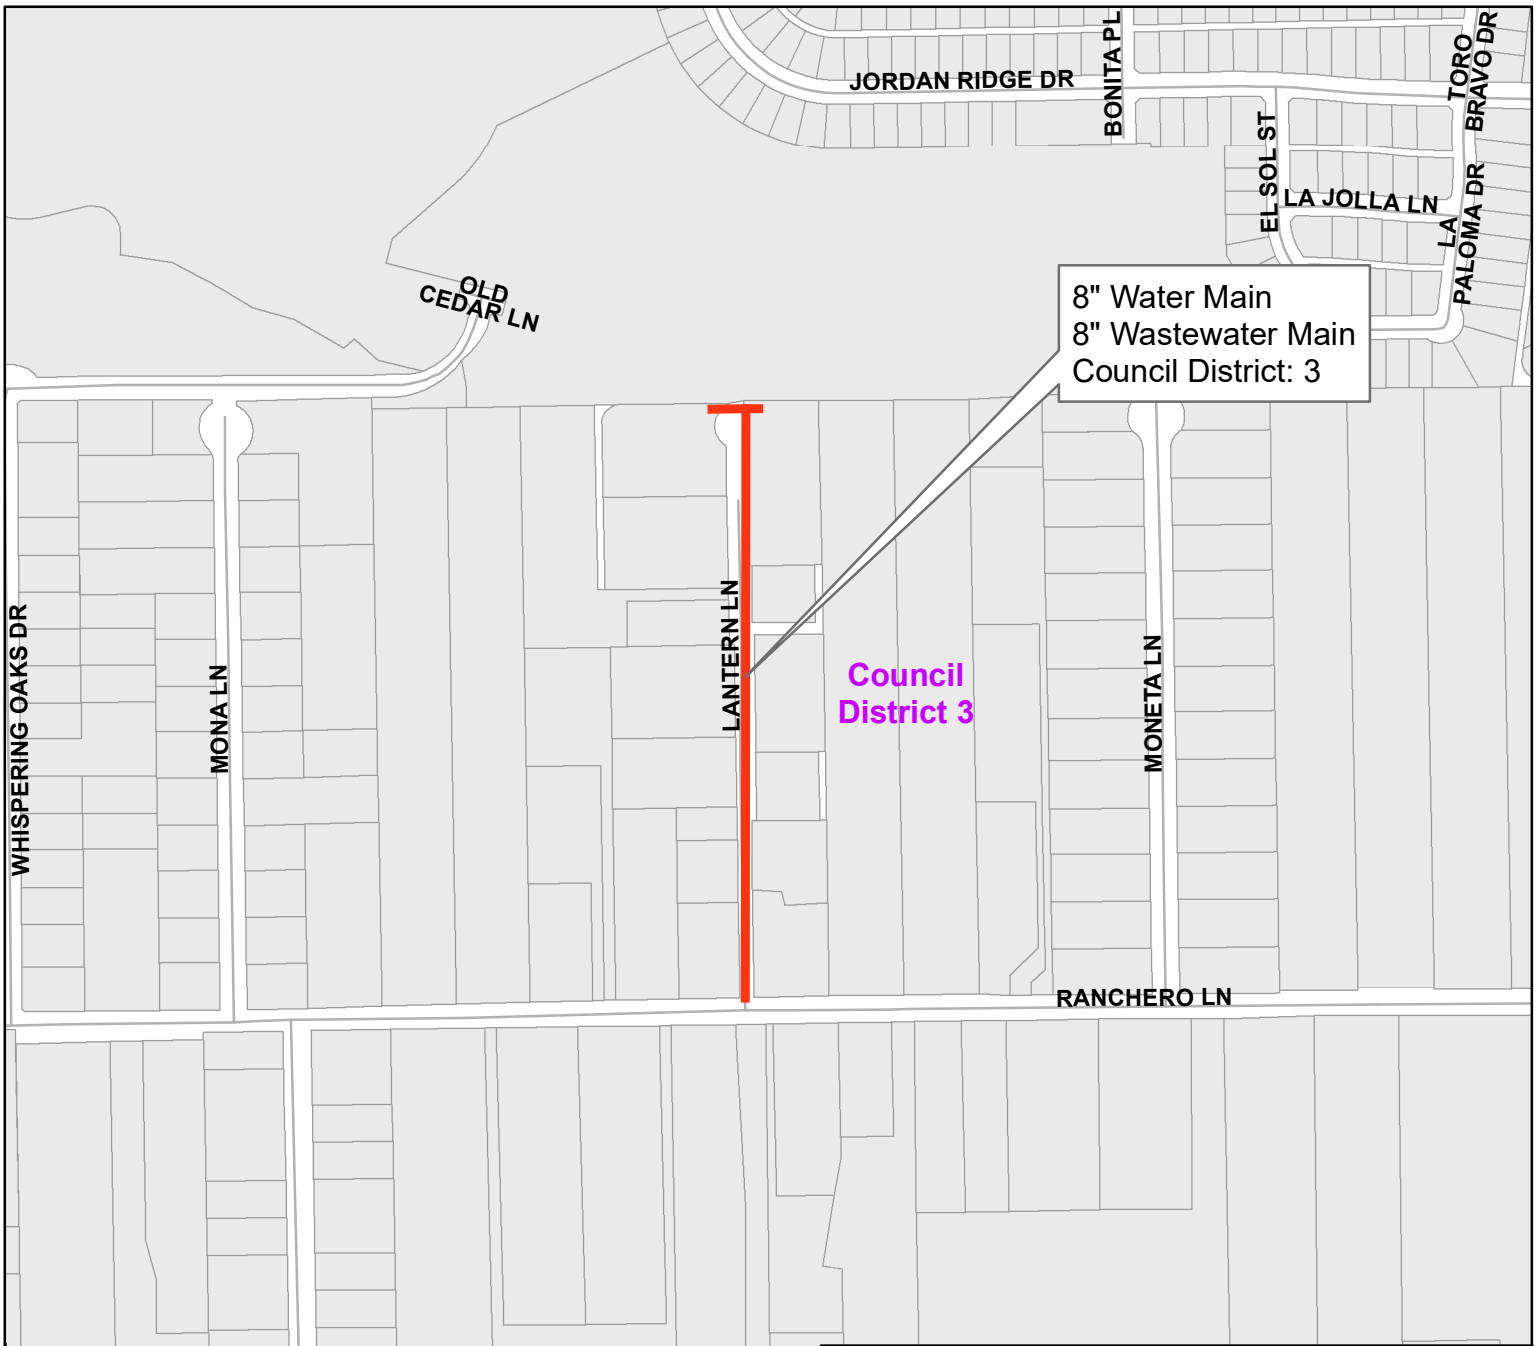 JORDAN RIDGE DR
BONITA PL
TORO
BRAVO DR
EL SOL ST
LA JOLLA LN
LA
PALOMA DR
OLD
CEDAR LN
8" Water Main
8" Wastewater Main
Council District: 3
WHISPERING OAKS DR
MONA LN
LANTERN LN
Council
District 3
MONETA LN
RANCHERO LN